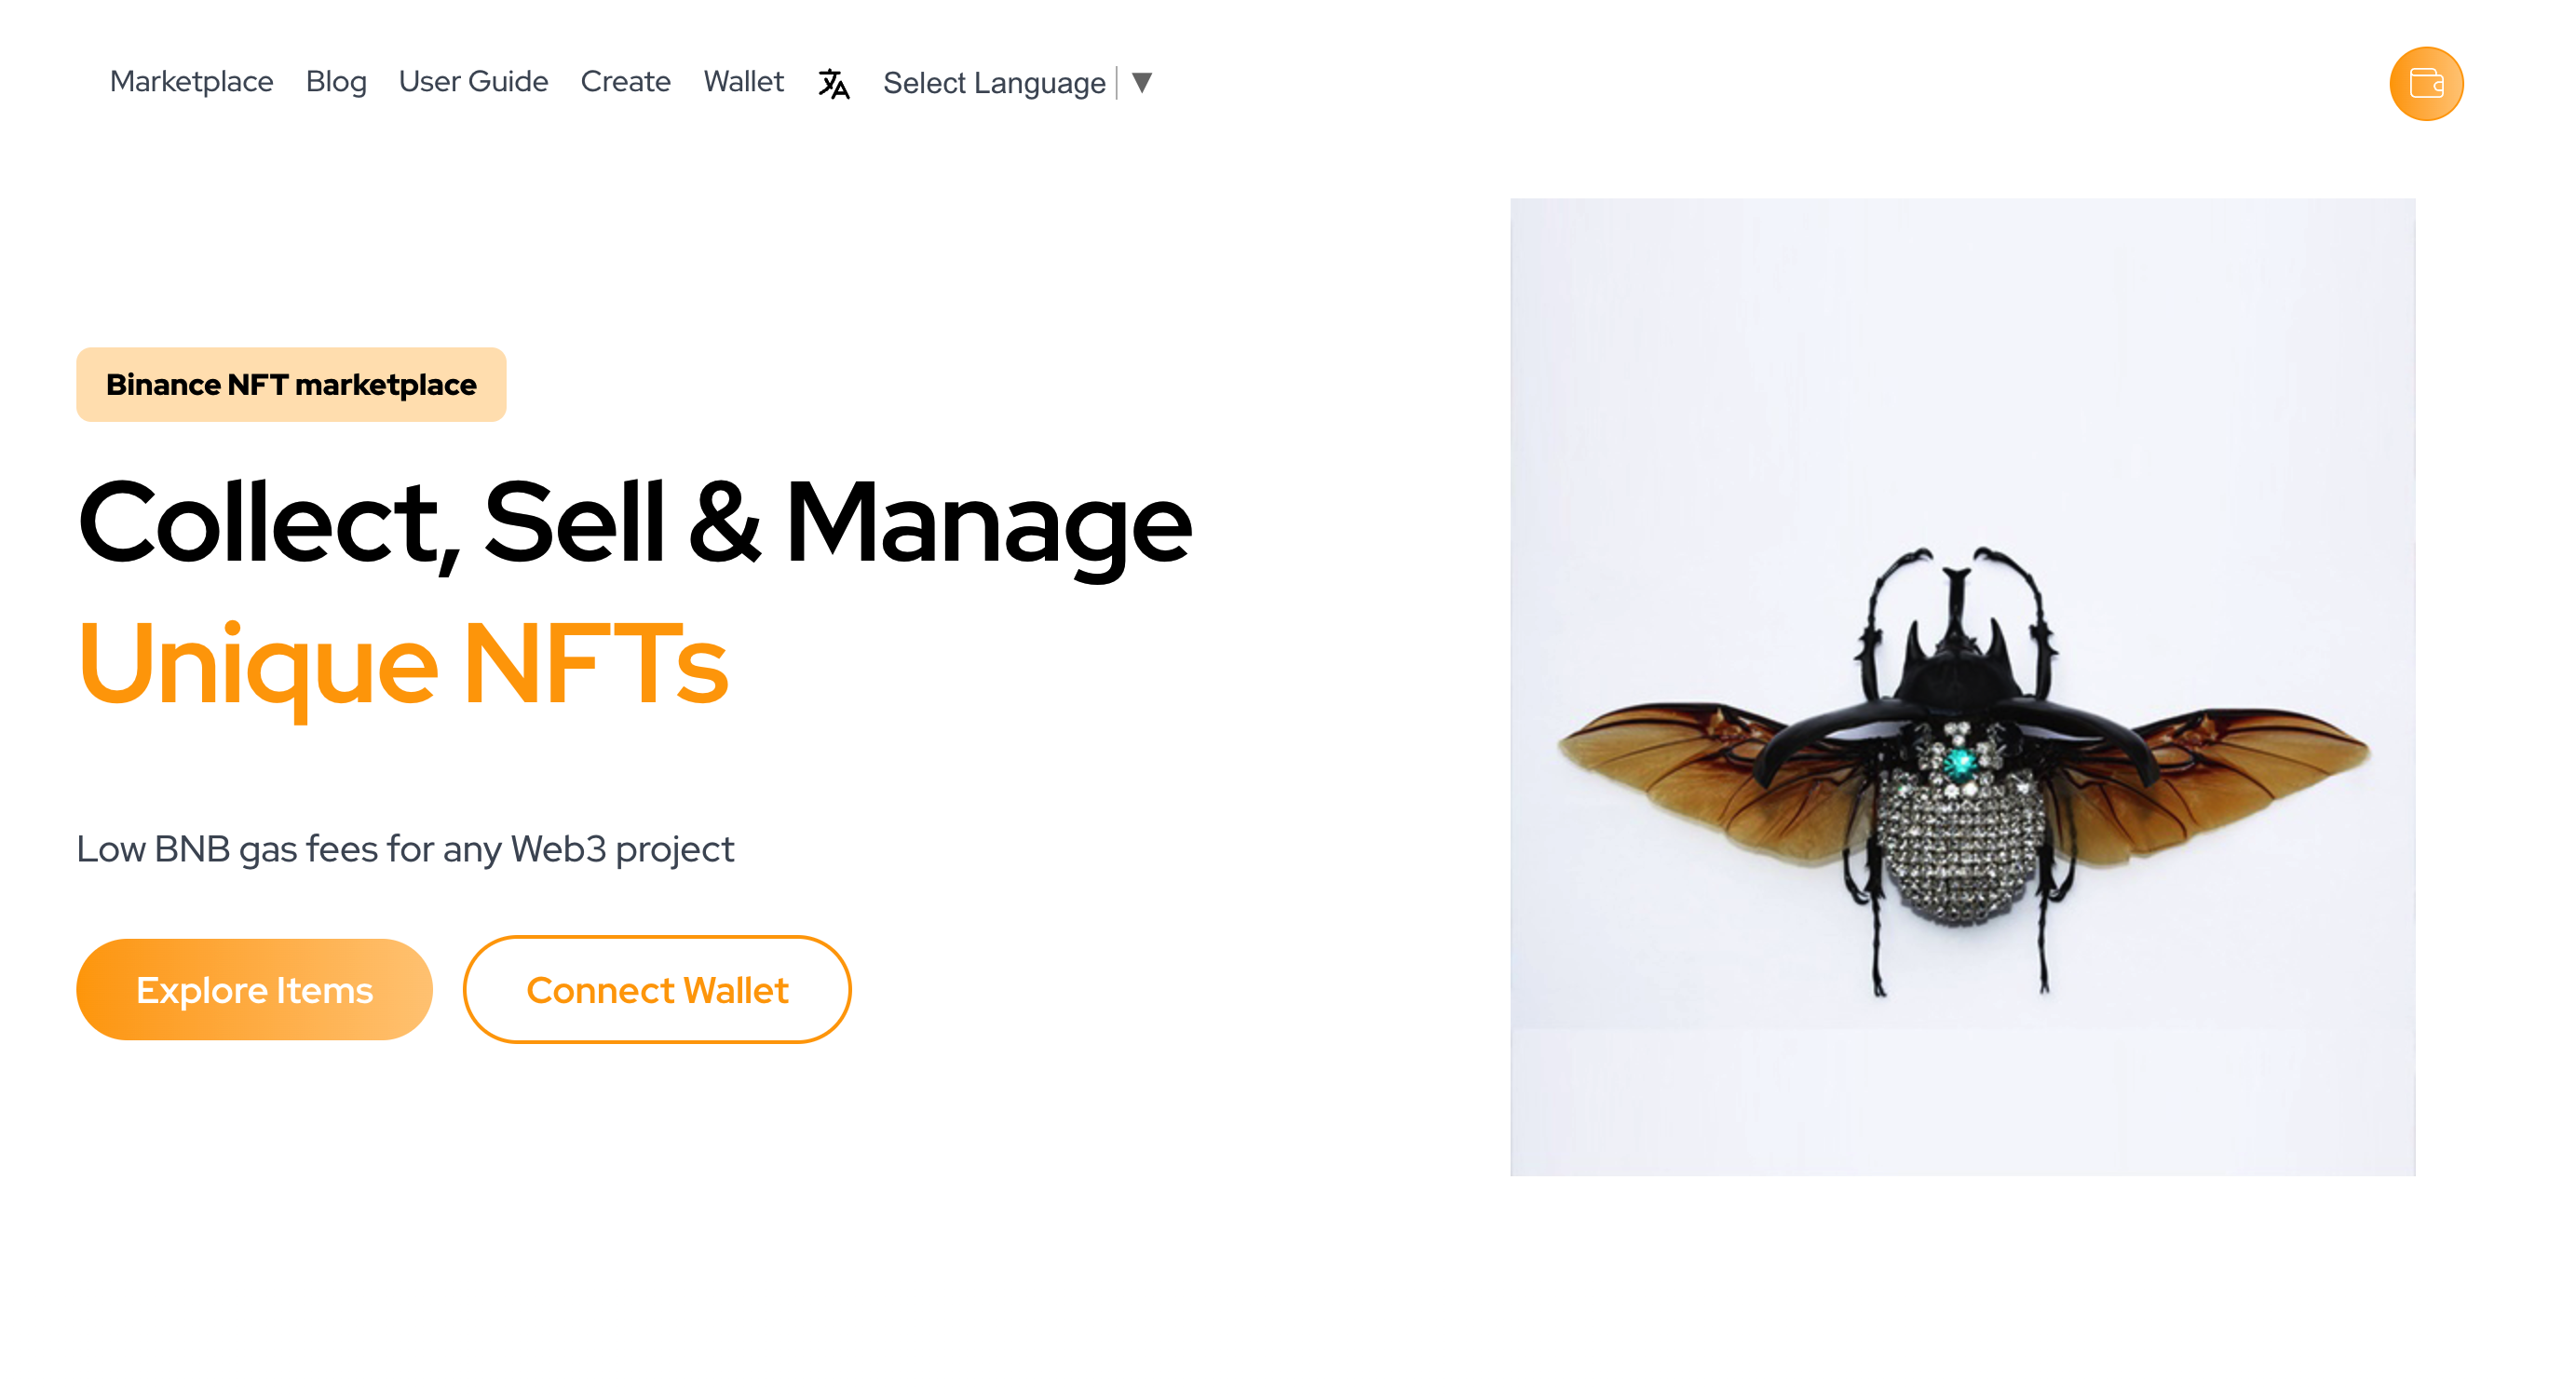 Marketplace Blog User Guide Create Wallet Select Language ▼
Binance NFT marketplace
Collect, Sell & Manage
Unique NFTs
Low BNB gas fees for any Web3 project
Explore Items Connect Wallet